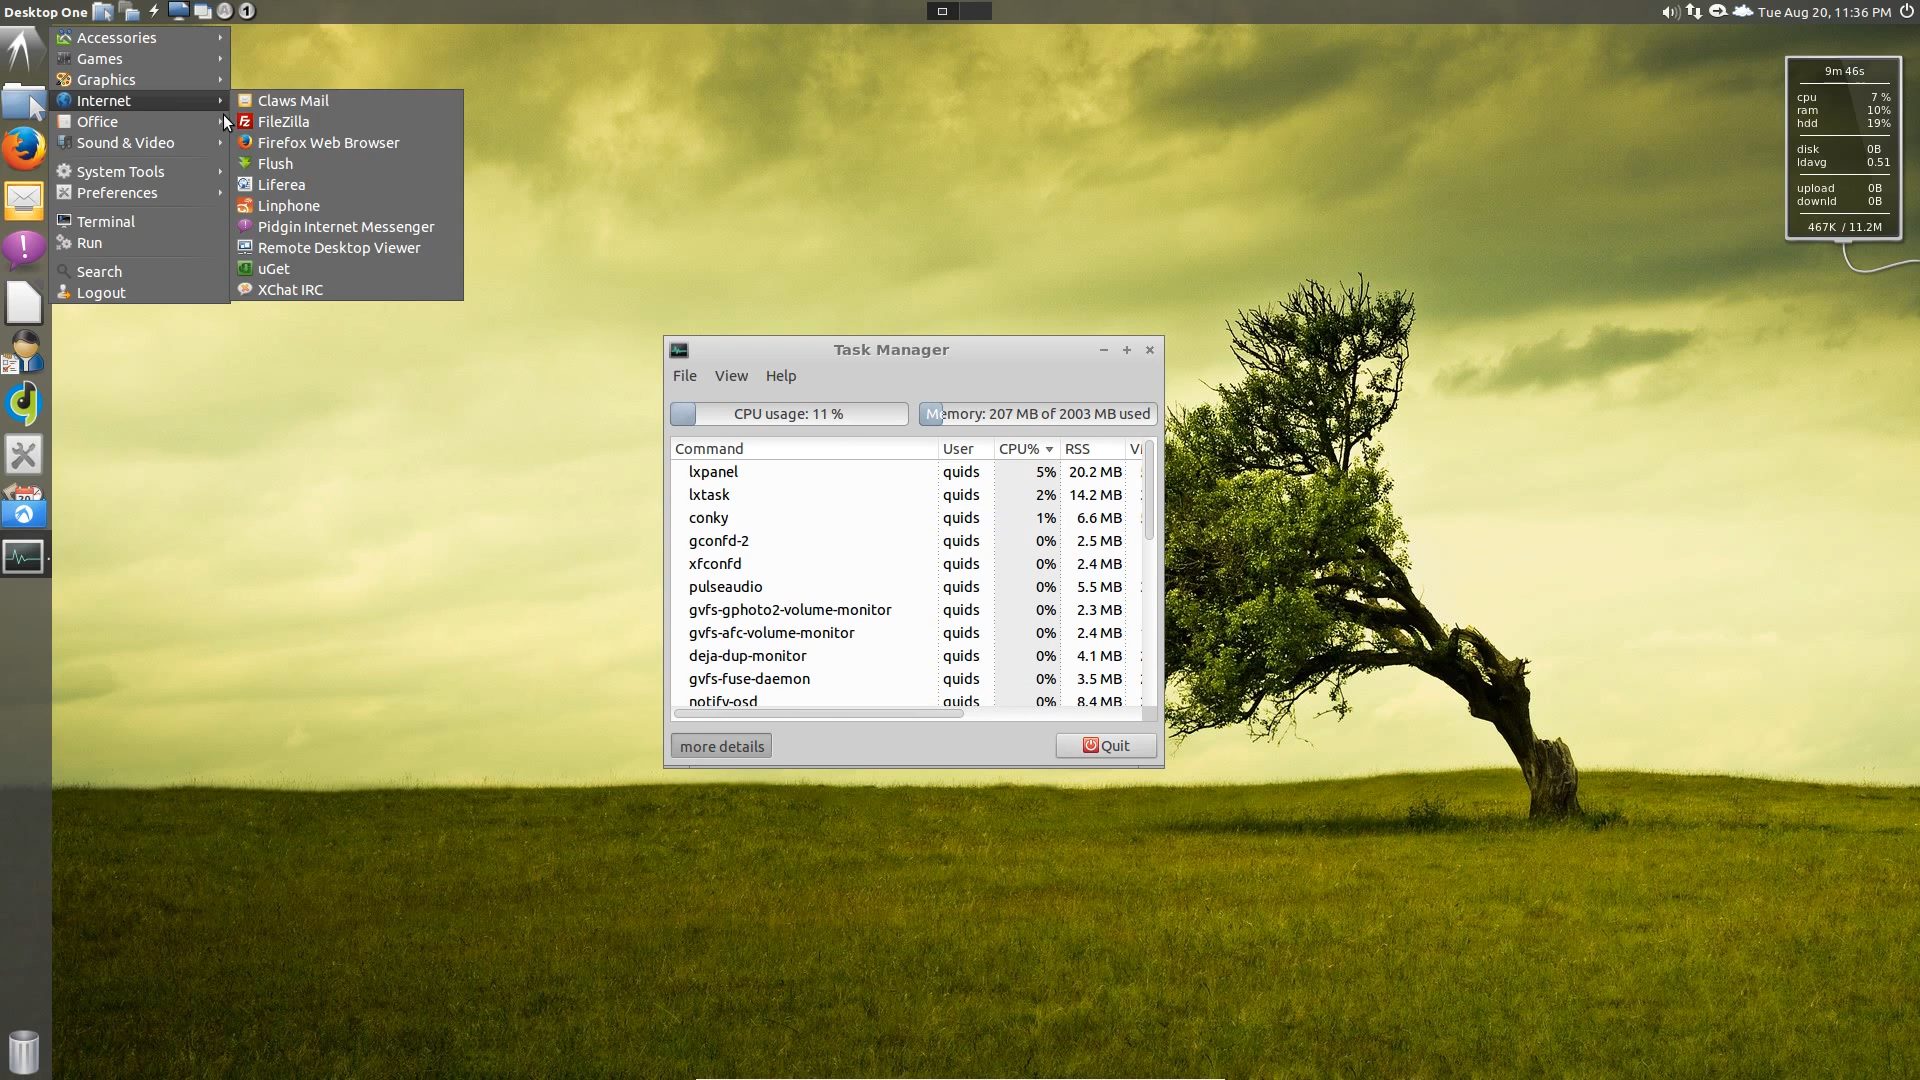 Desktop One
Tue Aug 20, 11:36 PM
Accessories
Games
Graphics
Internet
Office
Sound & Video
System Tools
Preferences
Terminal
Run
Search
Logout
Claws Mail
FileZilla
Firefox Web Browser
Flush
Liferea
Linphone
Pidgin Internet Messenger
Remote Desktop Viewer
uGet
XChat IRC
9m 46s
cpu 7 %
ram 10%
hdd 19%
disk 0B
ldavg 0.51
upload 0B
downld 0B
467K / 11.2M
Task Manager
File View Help
CPU usage: 11 % Memory: 207 MB of 2003 MB used
Command User CPU% RSS
lxpanel quids 5% 20.2 MB
lxtask quids 2% 14.2 MB
conky quids 1% 6.6 MB
gconfd-2 quids 0% 2.5 MB
xfconfd quids 0% 2.4 MB
pulseaudio quids 0% 5.5 MB
gvfs-gphoto2-volume-monitor quids 0% 2.3 MB
gvfs-afc-volume-monitor quids 0% 2.4 MB
deja-dup-monitor quids 0% 4.1 MB
gvfs-fuse-daemon quids 0% 3.5 MB
notify-osd quids 0% 8.4 MB
more details Quit